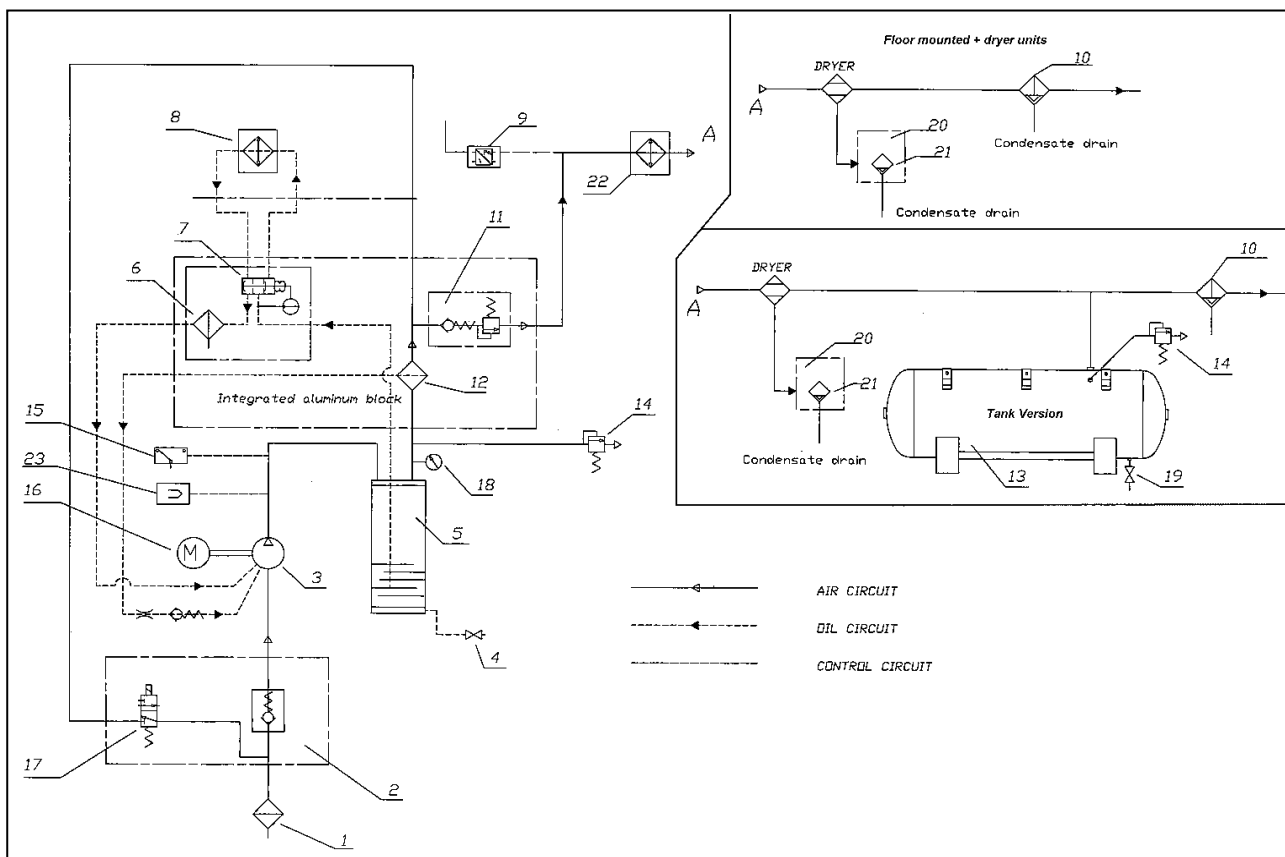 Floor mounted + dryer units
DRYER
10
A
20
21
Condensate drain
Condensate drain
8
9
A
22
7
11
6
12
Integrated aluminum block
14
15
23
18
16
M
5
3
4
17
2
1
DRYER
10
A
20
14
21
Tank Version
Condensate drain
13
19
AIR CIRCUIT
OIL CIRCUIT
CONTROL CIRCUIT